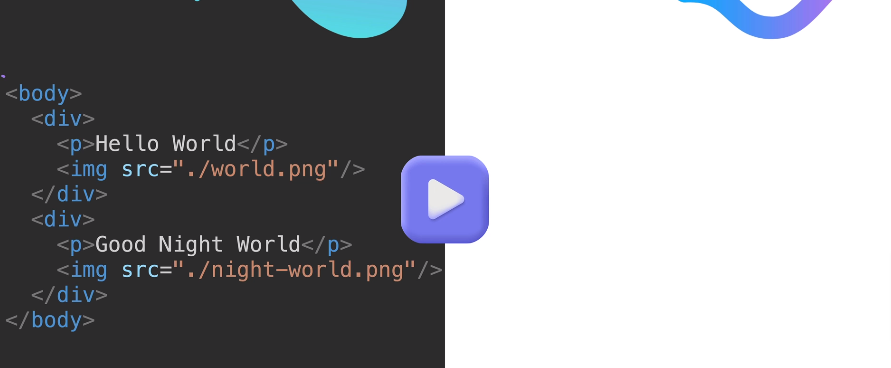 <body>
  <div>
    <p>Hello World</p>
    <img src="./world.png"/>
  </div>
  <div>
    <p>Good Night World</p>
    <img src="./night-world.png"/>
  </div>
</body>